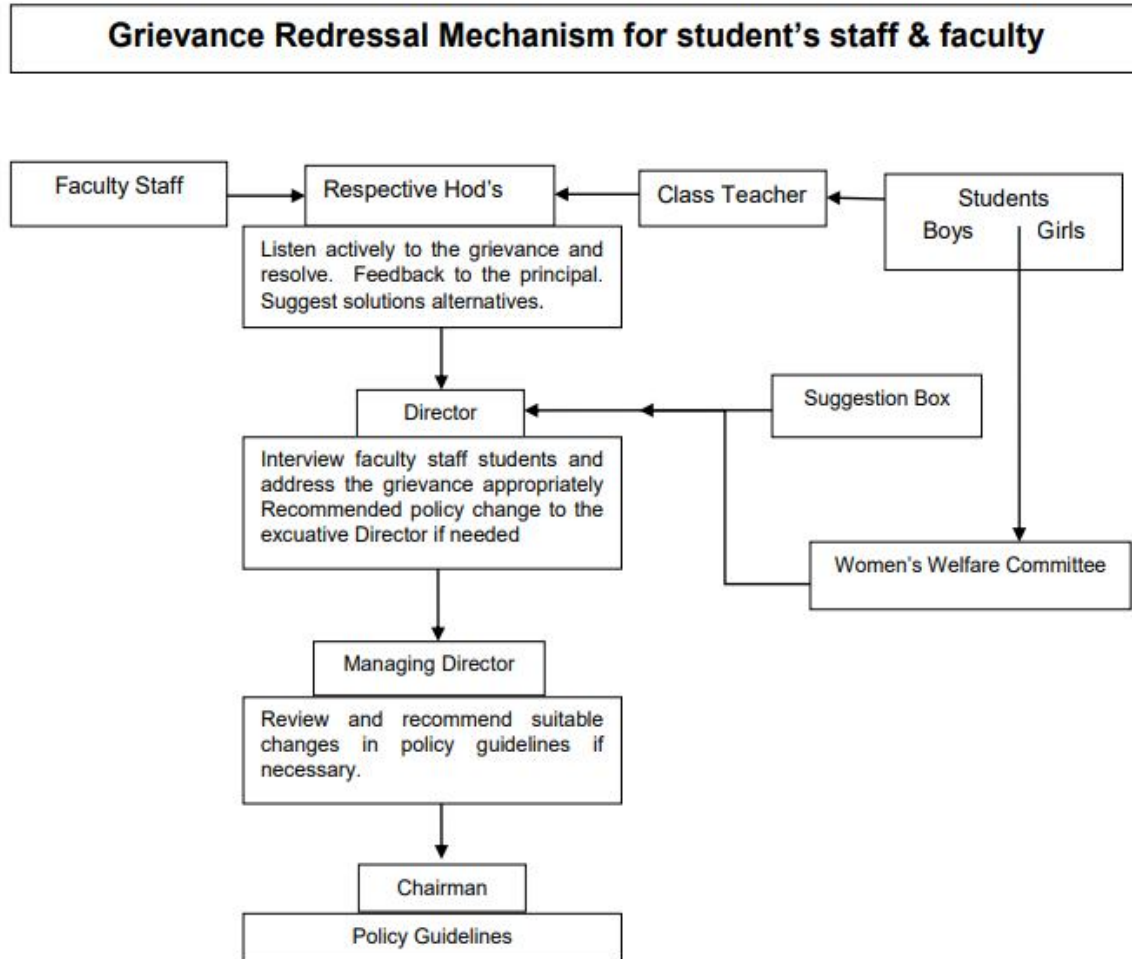 Grievance Redressal Mechanism for student’s staff & faculty
Faculty Staff
Respective Hod’s
Class Teacher
Students
Boys Girls
Listen actively to the grievance and
resolve. Feedback to the principal.
Suggest solutions alternatives.
Director
Suggestion Box
Interview faculty staff students and
address the grievance appropriately
Recommended policy change to the
excuative Director if needed
Women’s Welfare Committee
Managing Director
Review and recommend suitable
changes in policy guidelines if
necessary.
Chairman
Policy Guidelines